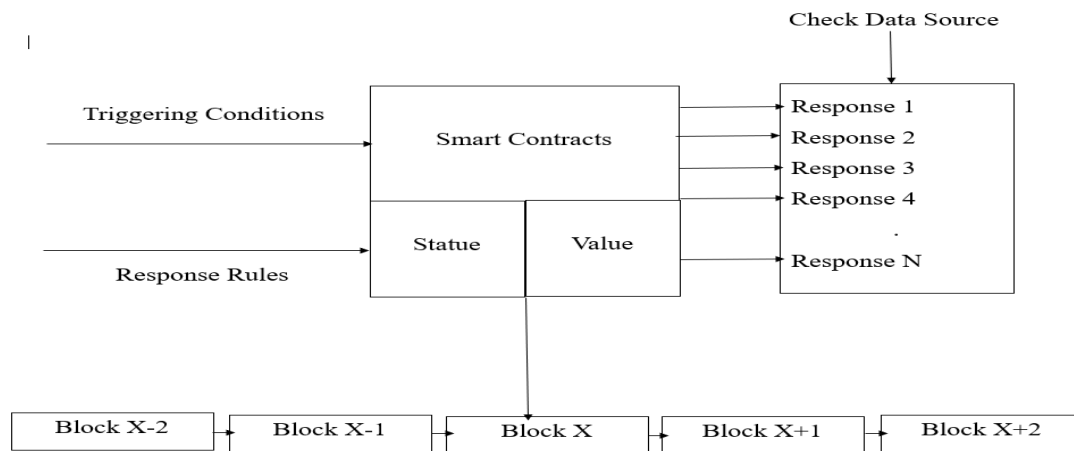 Check Data Source
Triggering Conditions
Smart Contracts
Response 1
Response 2
Response 3
Response 4
.
Response N
Statue
Value
Response Rules
Block X-2
Block X-1
Block X
Block X+1
Block X+2